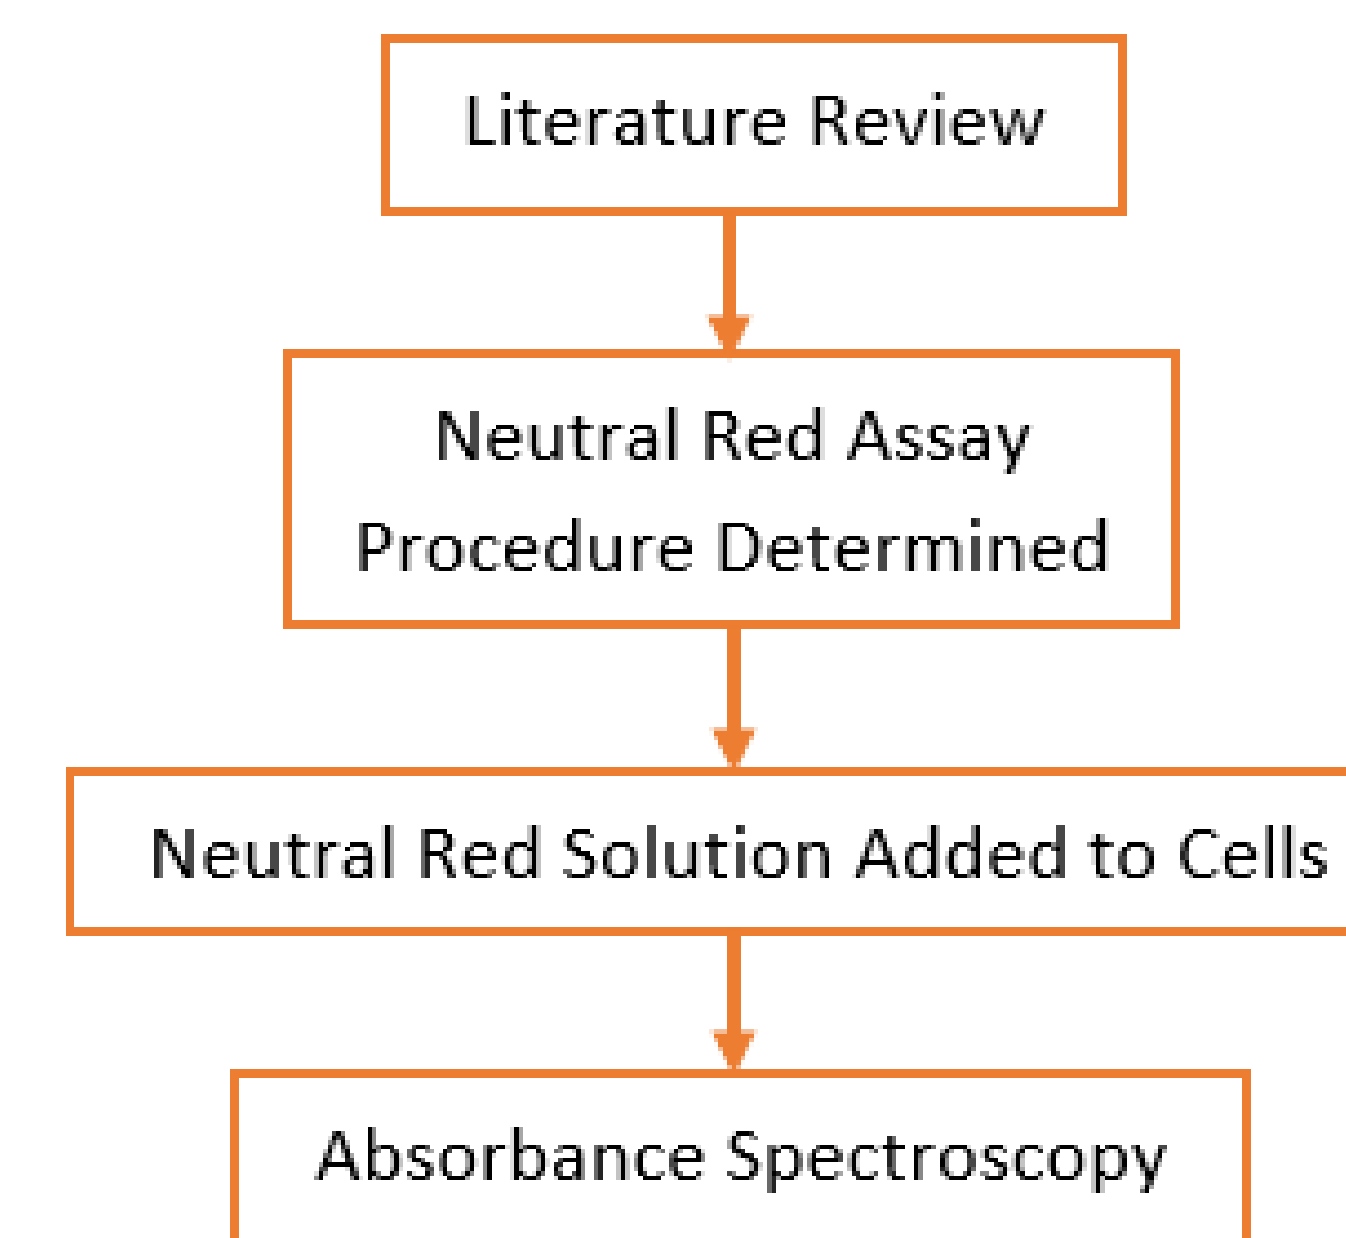 Literature Review
Neutral Red Assay
Procedure Determined
Neutral Red Solution Added to Cells
Absorbance Spectroscopy